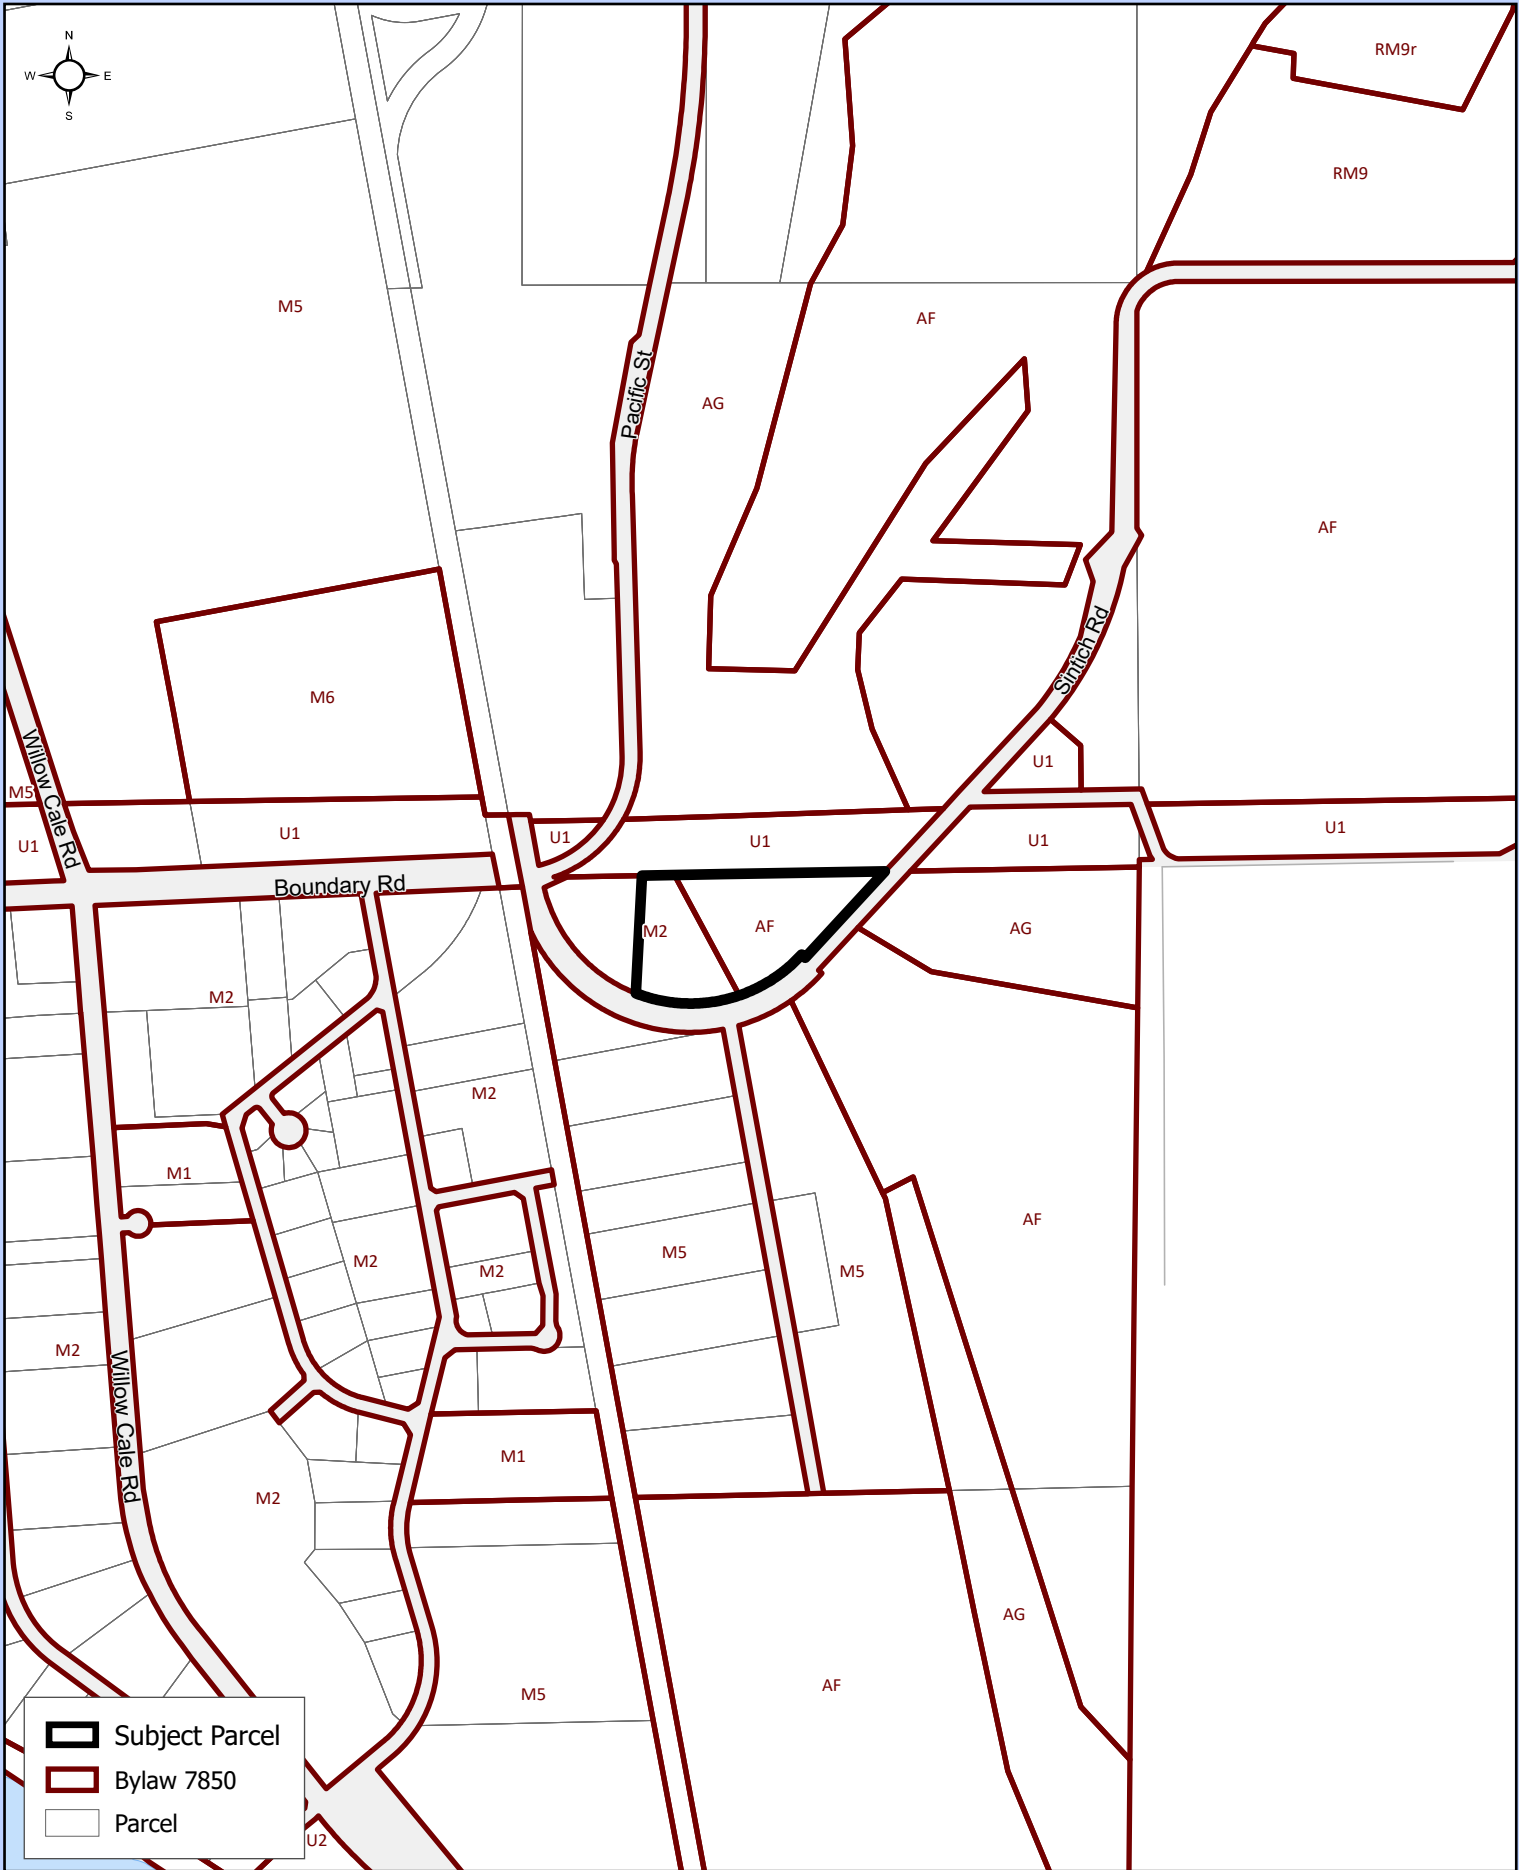 N
W E
S
RM9r
RM9
M5
AF
Pacific St
AG
AF
Sintich Rd
M6
U1
M5
Willow Cale Rd
U1
U1
U1
U1
U1
U1
Boundary Rd
M2
AF
AG
M2
M2
M1
AF
M2
M2
M5
M5
M2
Willow Cale Rd
M1
M2
AG
AF
M5
Subject Parcel
Bylaw 7850
Parcel
U2